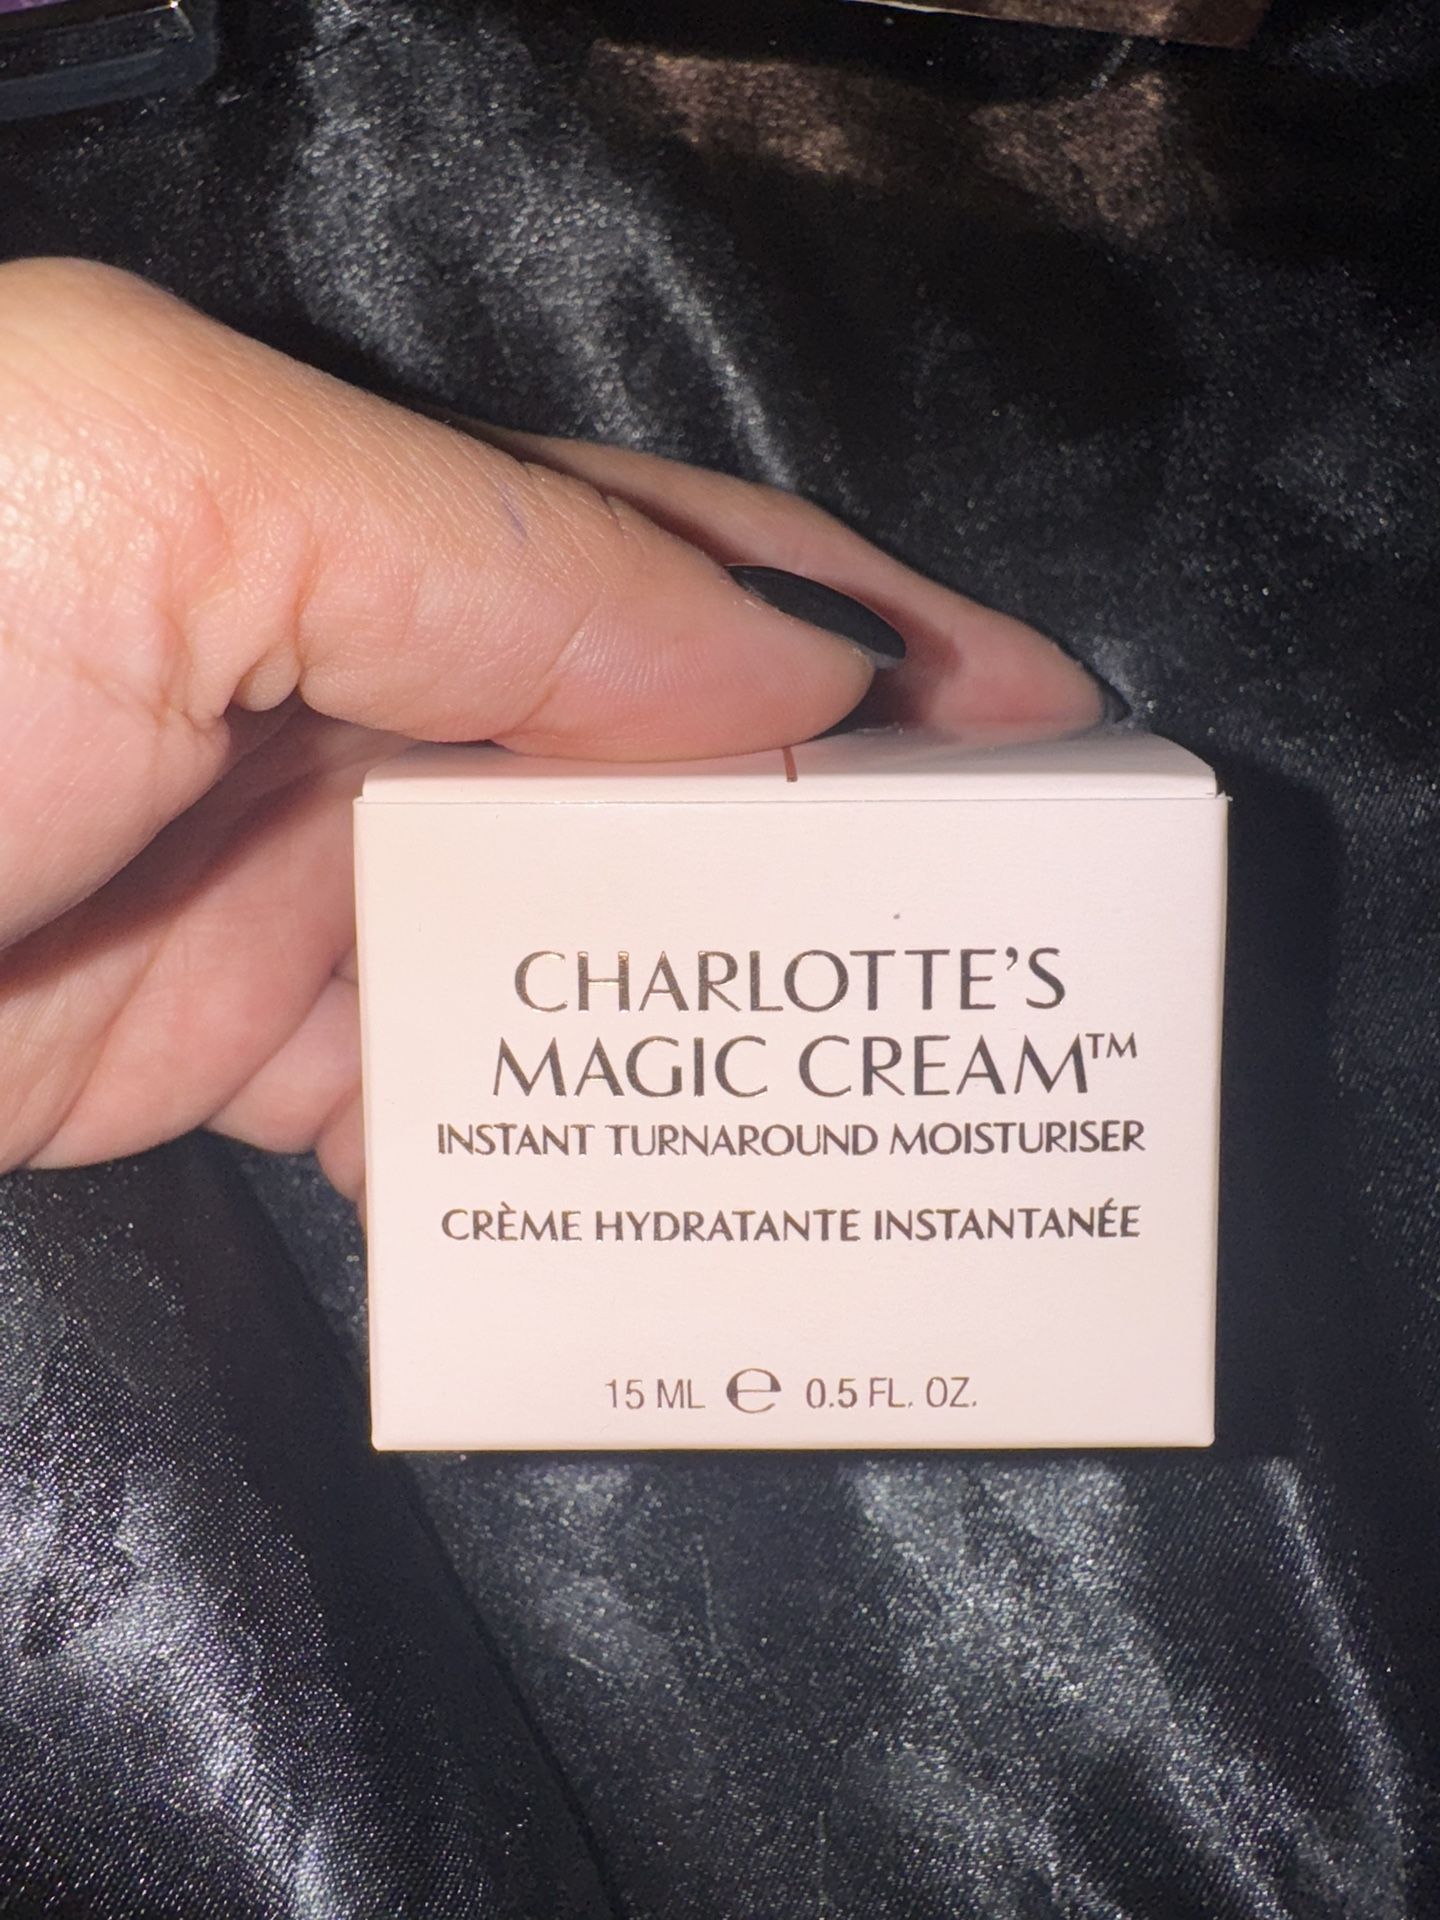 CHARLOTTE'S
MAGIC CREAM™
INSTANT TURNAROUND MOISTURISER
CRÈME HYDRATANTE INSTANTANÉE
15 ML ℮ 0.5 FL. OZ.